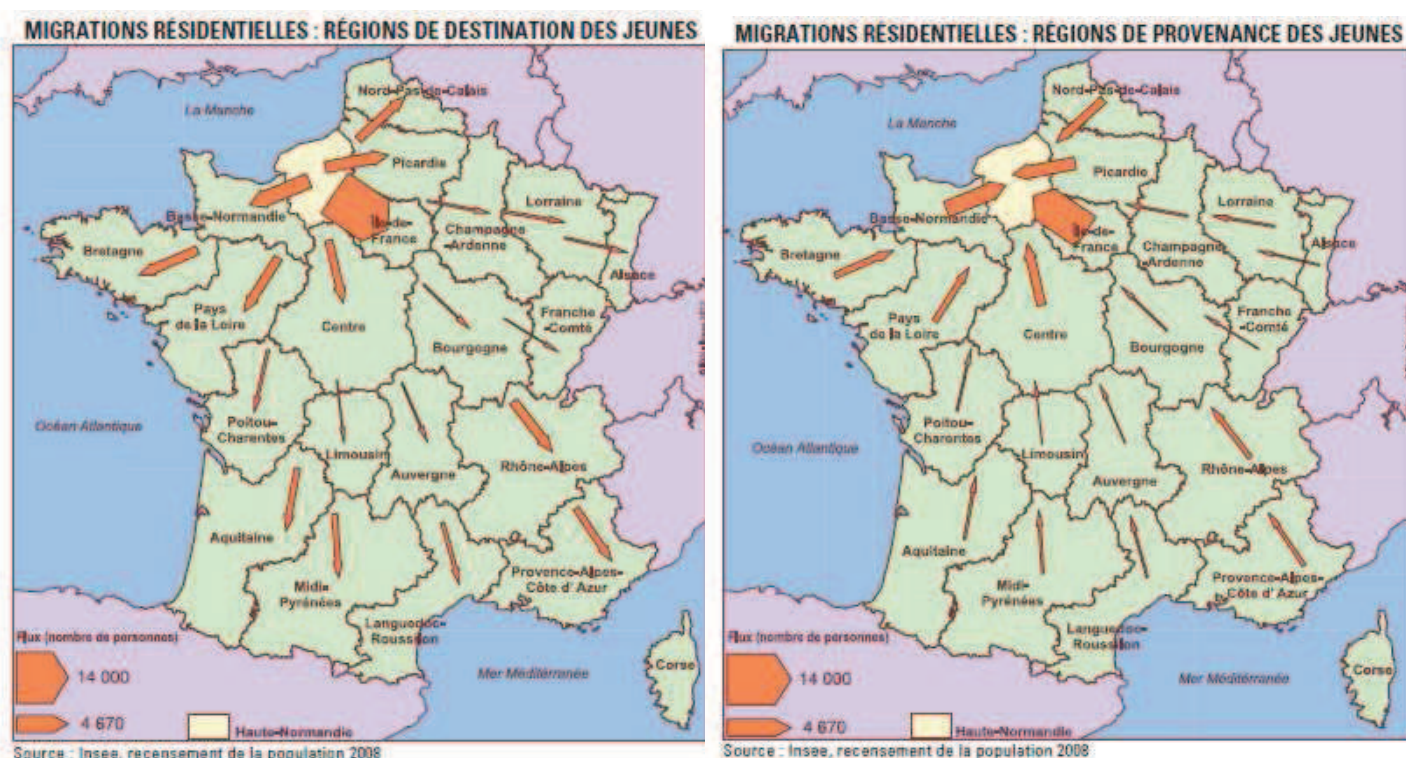 MIGRATIONS RÉSIDENTIELLES : RÉGIONS DE DESTINATION DES JEUNES
Nord-Pas-de-Calais
La Manche
Picardie
Lorraine
Basse-Normandie
Île-de-
France
Champagne
-Ardenne
Bretagne
Alsace
Pays
de la Loire
Centre
Franche
-Comté
Bourgogne
Océan Atlantique
Poitou-
Charentes
Limousin
Auvergne
Rhône-Alpes
Aquitaine
Midi-
Pyrénées
Provence-Alpes-
Côte d' Azur
Languedoc-
Roussillon
Flux (nombre de personnes)
14 000
4 670
Mer Méditérranée
Corse
Haute-Normandie
Source : Insee, recensement de la population 2008
MIGRATIONS RÉSIDENTIELLES : RÉGIONS DE PROVENANCE DES JEUNES
Nord-Pas-de-Calais
La Manche
Picardie
Lorraine
Basse-Normandie
Île-de-
France
Champagne
-Ardenne
Bretagne
Alsace
Pays
de la Loire
Centre
Franche
-Comté
Bourgogne
Océan Atlantique
Poitou-
Charentes
Limousin
Auvergne
Rhône-Alpes
Aquitaine
Midi-
Pyrénées
Provence-Alpes-
Côte d' Azur
Languedoc-
Roussillon
Flux (nombre de personnes)
14 000
4 670
Mer Méditérranée
Corse
Haute-Normandie
Source : Insee, recensement de la population 2008